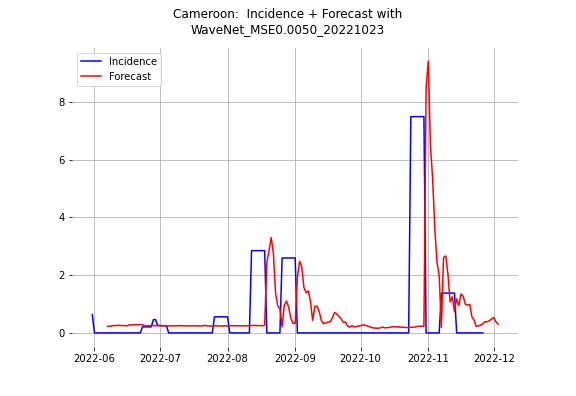 Cameroon:  Incidence + Forecast with
WaveNet_MSE0.0050_20221023
Incidence
Forecast
8
6
4
2
0
2022-06 2022-07 2022-08 2022-09 2022-10 2022-11 2022-12